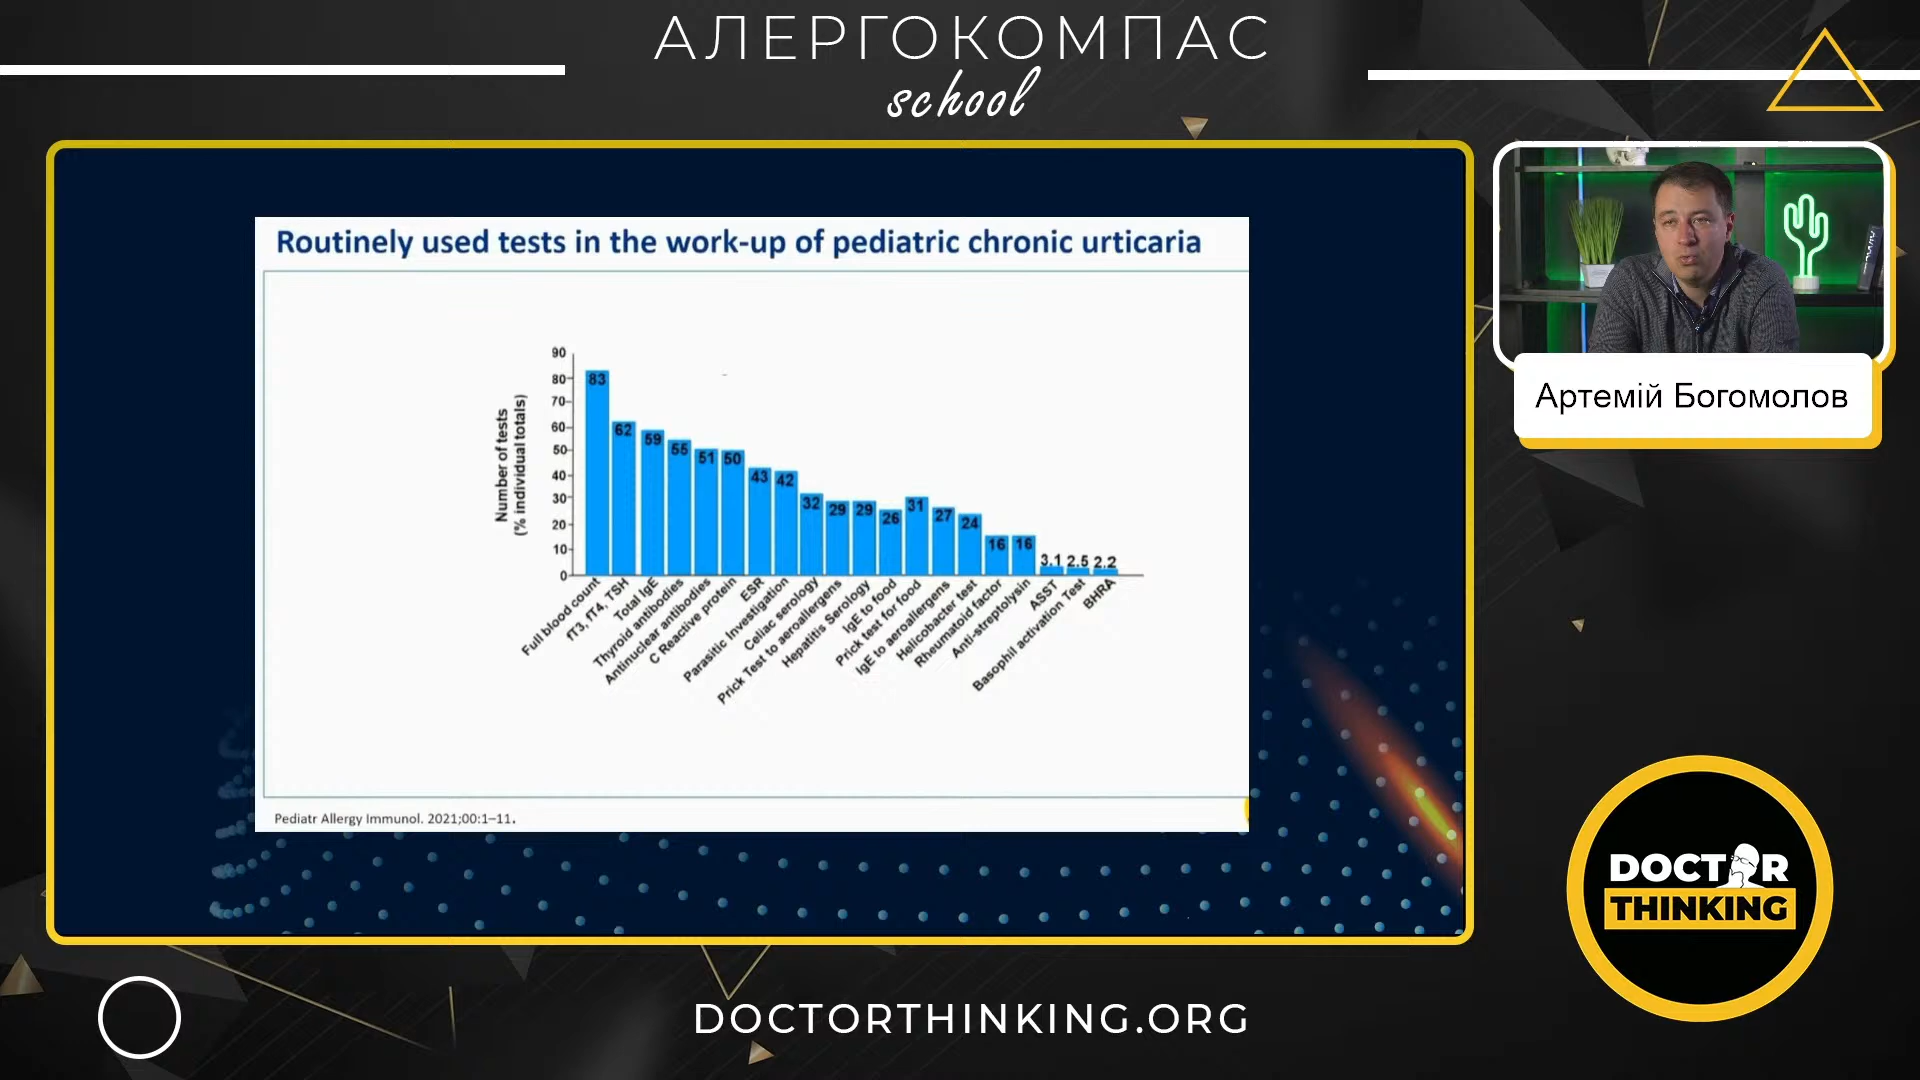 АЛЕРГОКОМПАС
school
Routinely used tests in the work-up of pediatric chronic urticaria
Number of tests
(% individual totals)
90
80
70
60
50
40
30
20
10
0
83
62
59
55
51
50
43
42
32
29
29
26
31
27
24
16
16
3.1
2.5
2.2
Full blood count
fT3, fT4, TSH
Total IgE
Thyroid antibodies
Antinuclear antibodies
C Reactive protein
ESR
Parasitic Investigation
Celiac serology
Prick Test to aeroallergens
Hepatitis Serology
IgE to food
Prick test for food
IgE to aeroallergens
Helicobacter test
Rheumatoid factor
Anti-streptolysin
ASST
Basophil activation Test
BHRA
Pediatr Allergy Immunol. 2021;00:1–11.
Артемій Богомолов
DOCTOR
THINKING
DOCTORTHINKING.ORG